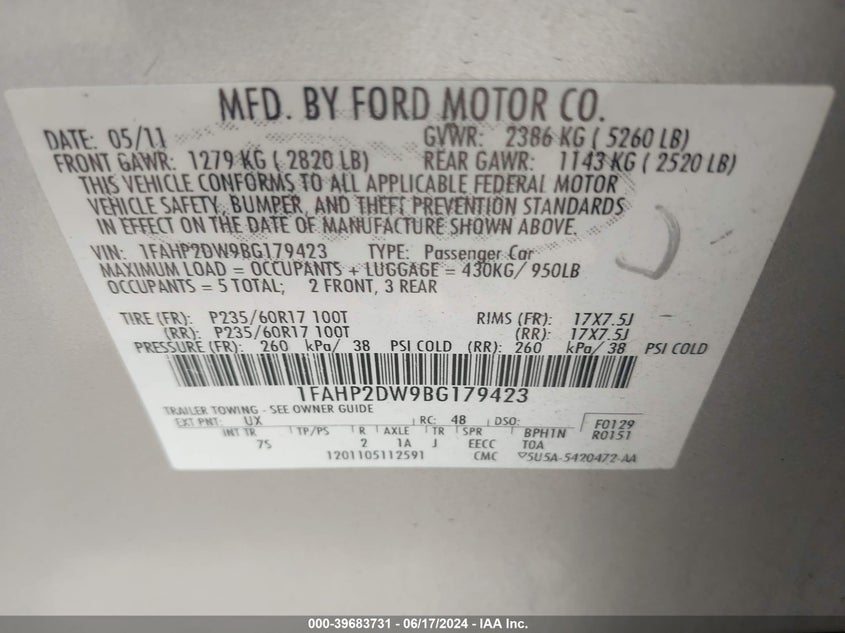 MFD. BY FORD MOTOR CO.
DATE: 05/11 GVWR: 2386 KG ( 5260 LB)
FRONT GAWR: 1279 KG ( 2820 LB) REAR GAWR: 1143 KG ( 2520 LB)
THIS VEHICLE CONFORMS TO ALL APPLICABLE FEDERAL MOTOR
VEHICLE SAFETY, BUMPER, AND THEFT PREVENTION STANDARDS
IN EFFECT ON THE DATE OF MANUFACTURE SHOWN ABOVE.
VIN: 1FAHP2DW9BG179423 TYPE: Passenger Car
MAXIMUM LOAD = OCCUPANTS + LUGGAGE = 430KG/ 950LB
OCCUPANTS = 5 TOTAL; 2 FRONT, 3 REAR
TIRE (FR): P235/60R17 100T RIMS (FR): 17X7.5J
(RR): P235/60R17 100T (RR): 17X7.5J
PRESSURE (FR): 260 kPa/ 38 PSI COLD (RR): 260 kPa/ 38 PSI COLD
1FAHP2DW9BG179423
TRAILER TOWING - SEE OWNER GUIDE
EXT PNT: UX RC: 48 DSO: F0129
INT TR TP/PS R AXLE TR SPR BPH1N R0151
7S 2 1A J EECC TOA
1201105112591 CMC 5U5A-5420472-AA
000-39683731 - 06/17/2024 - IAA Inc.